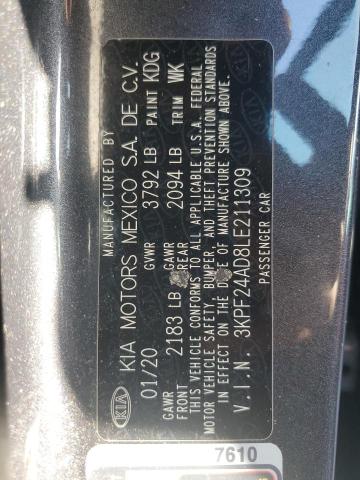 MANUFACTURED BY
KIA KIA MOTORS MEXICO S.A. DE C.V.
01/20 GVWR 3792 LB PAINT KDG
GAWR FRONT 2183 LB GAWR REAR 2094 LB TRIM WK
THIS VEHICLE CONFORMS TO ALL APPLICABLE U.S.A. FEDERAL
MOTOR VEHICLE SAFETY, BUMPER, AND THEFT PREVENTION STANDARDS
IN EFFECT ON THE DATE OF MANUFACTURE SHOWN ABOVE.
V.I.N. 3KPF24AD8LE211309
PASSENGER CAR
7610